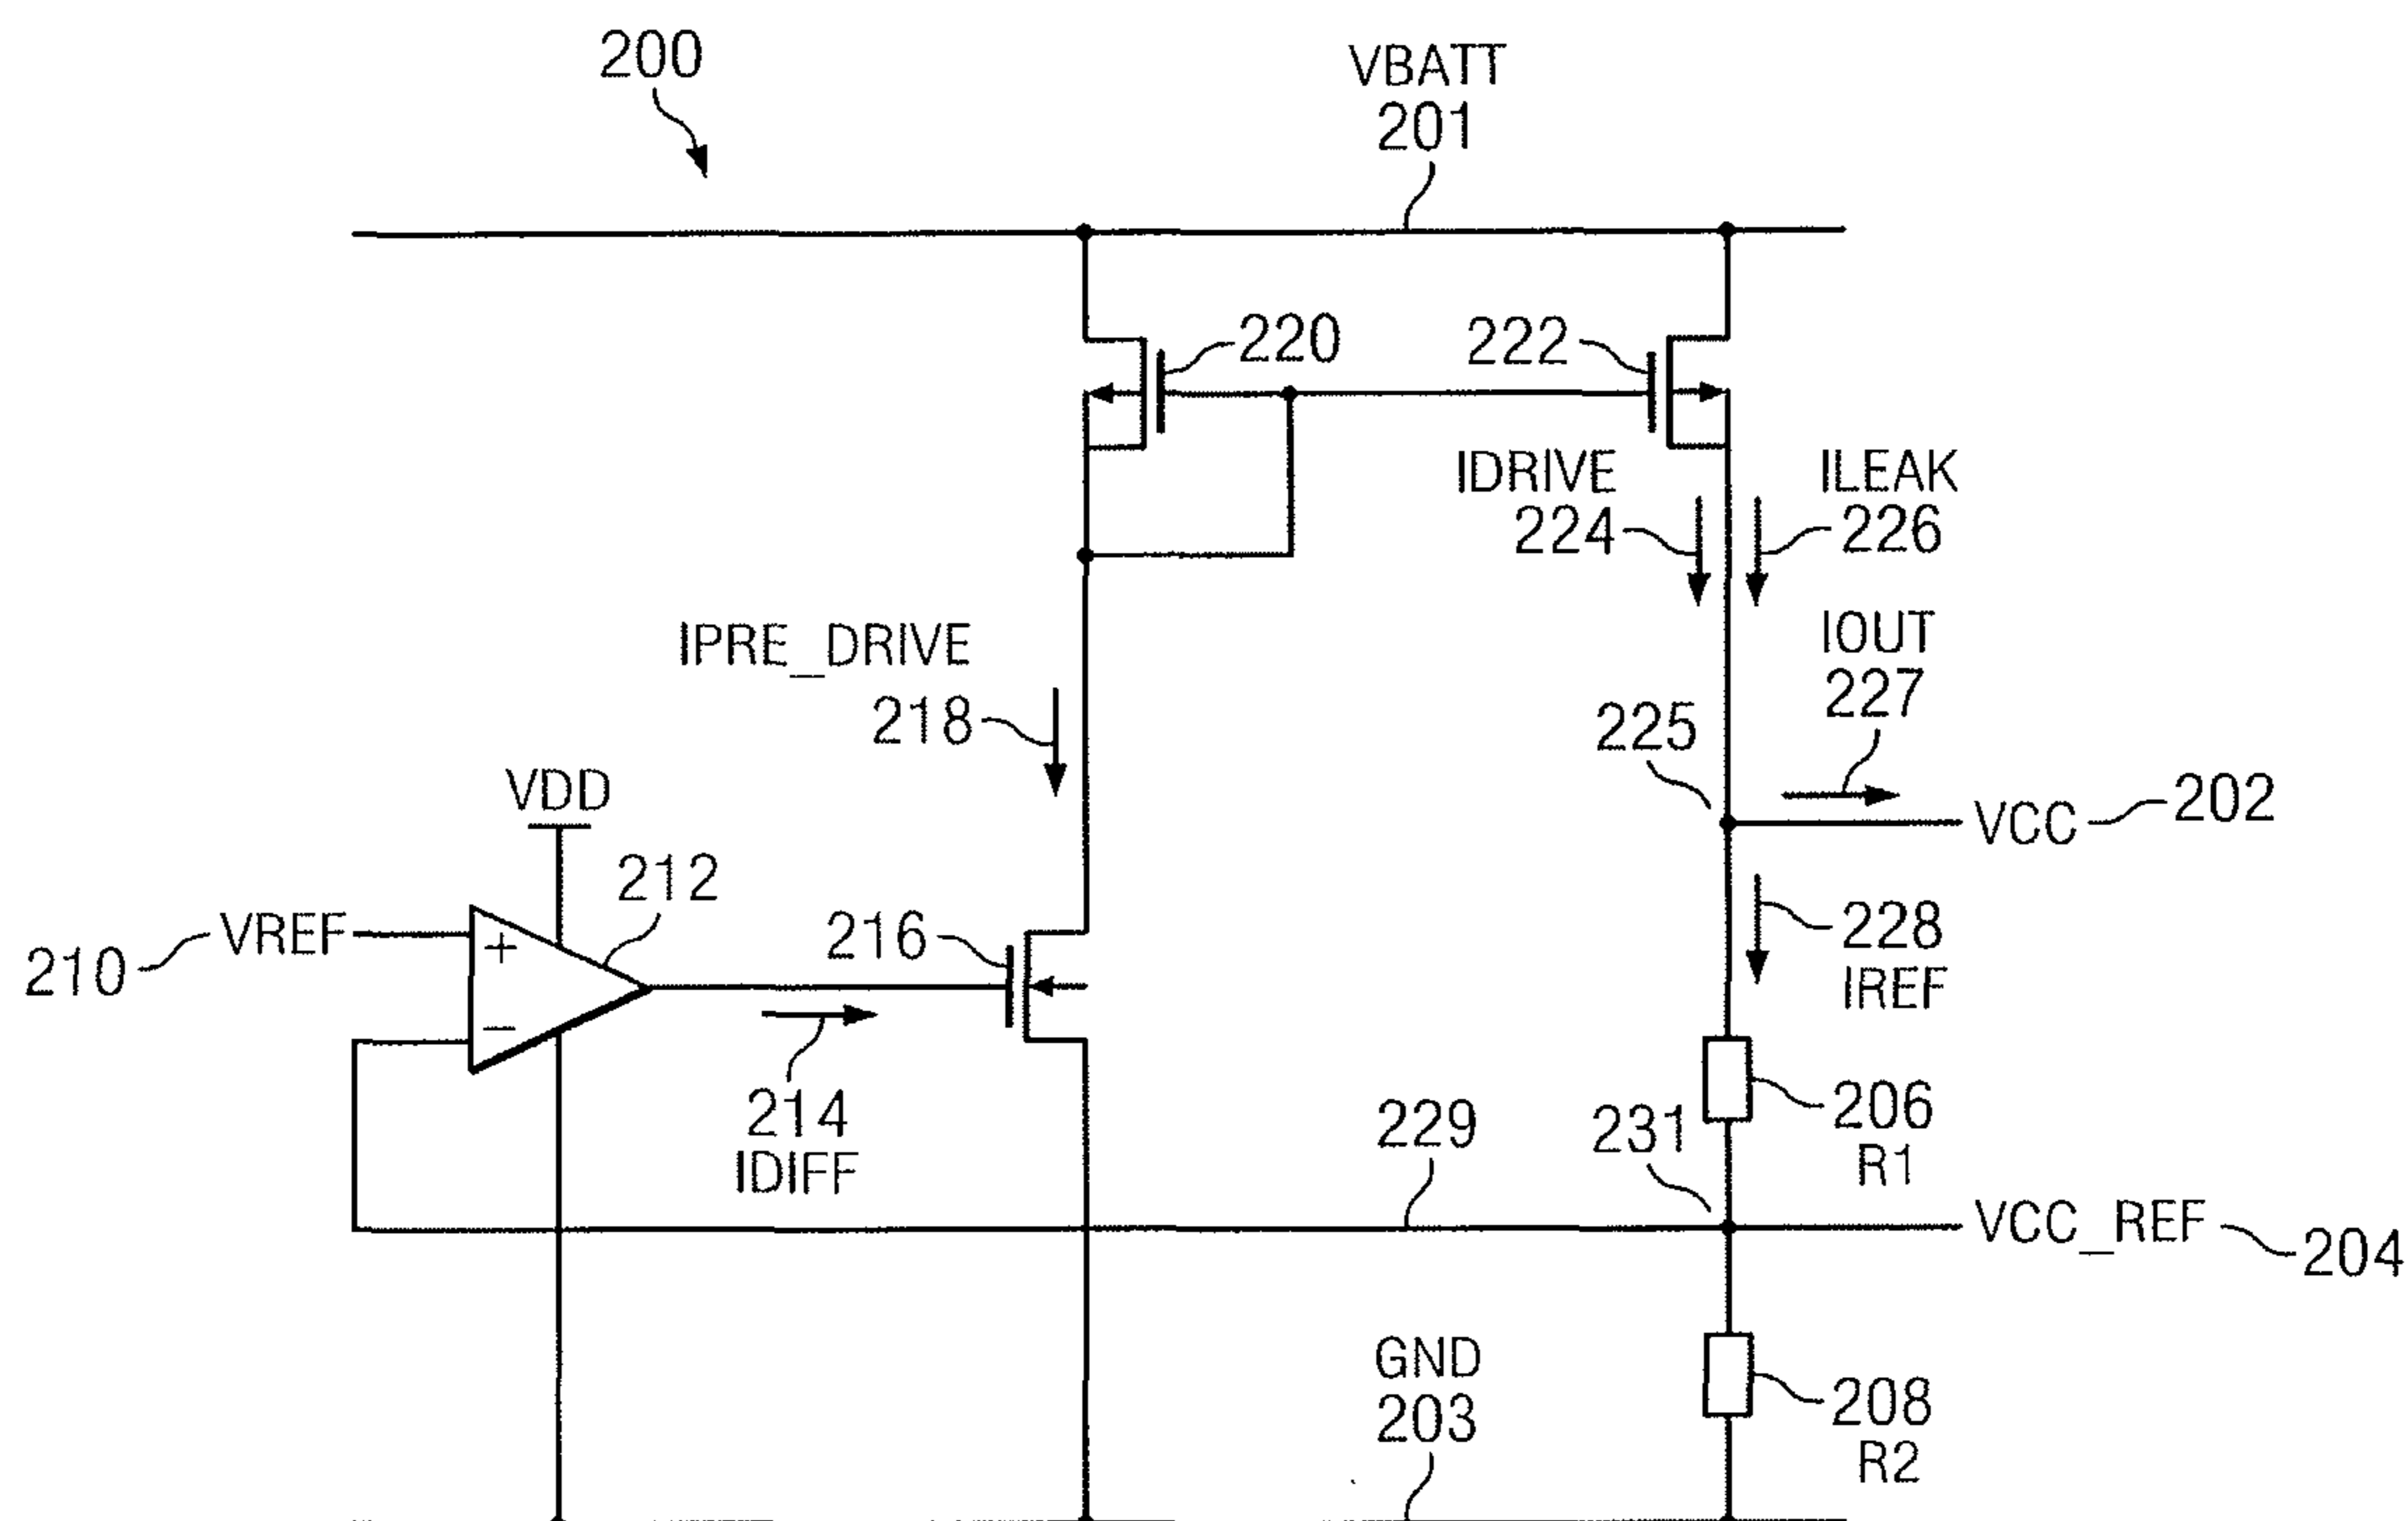 200
VBATT
201
220
222
IDRIVE
224
ILEAK
226
IPRE_DRIVE
218
IOUT
227
225
VCC
202
VDD
212
VREF
210
+
−
216
228
IREF
214
IDIFF
229
231
206
R1
VCC_REF
204
GND
203
208
R2